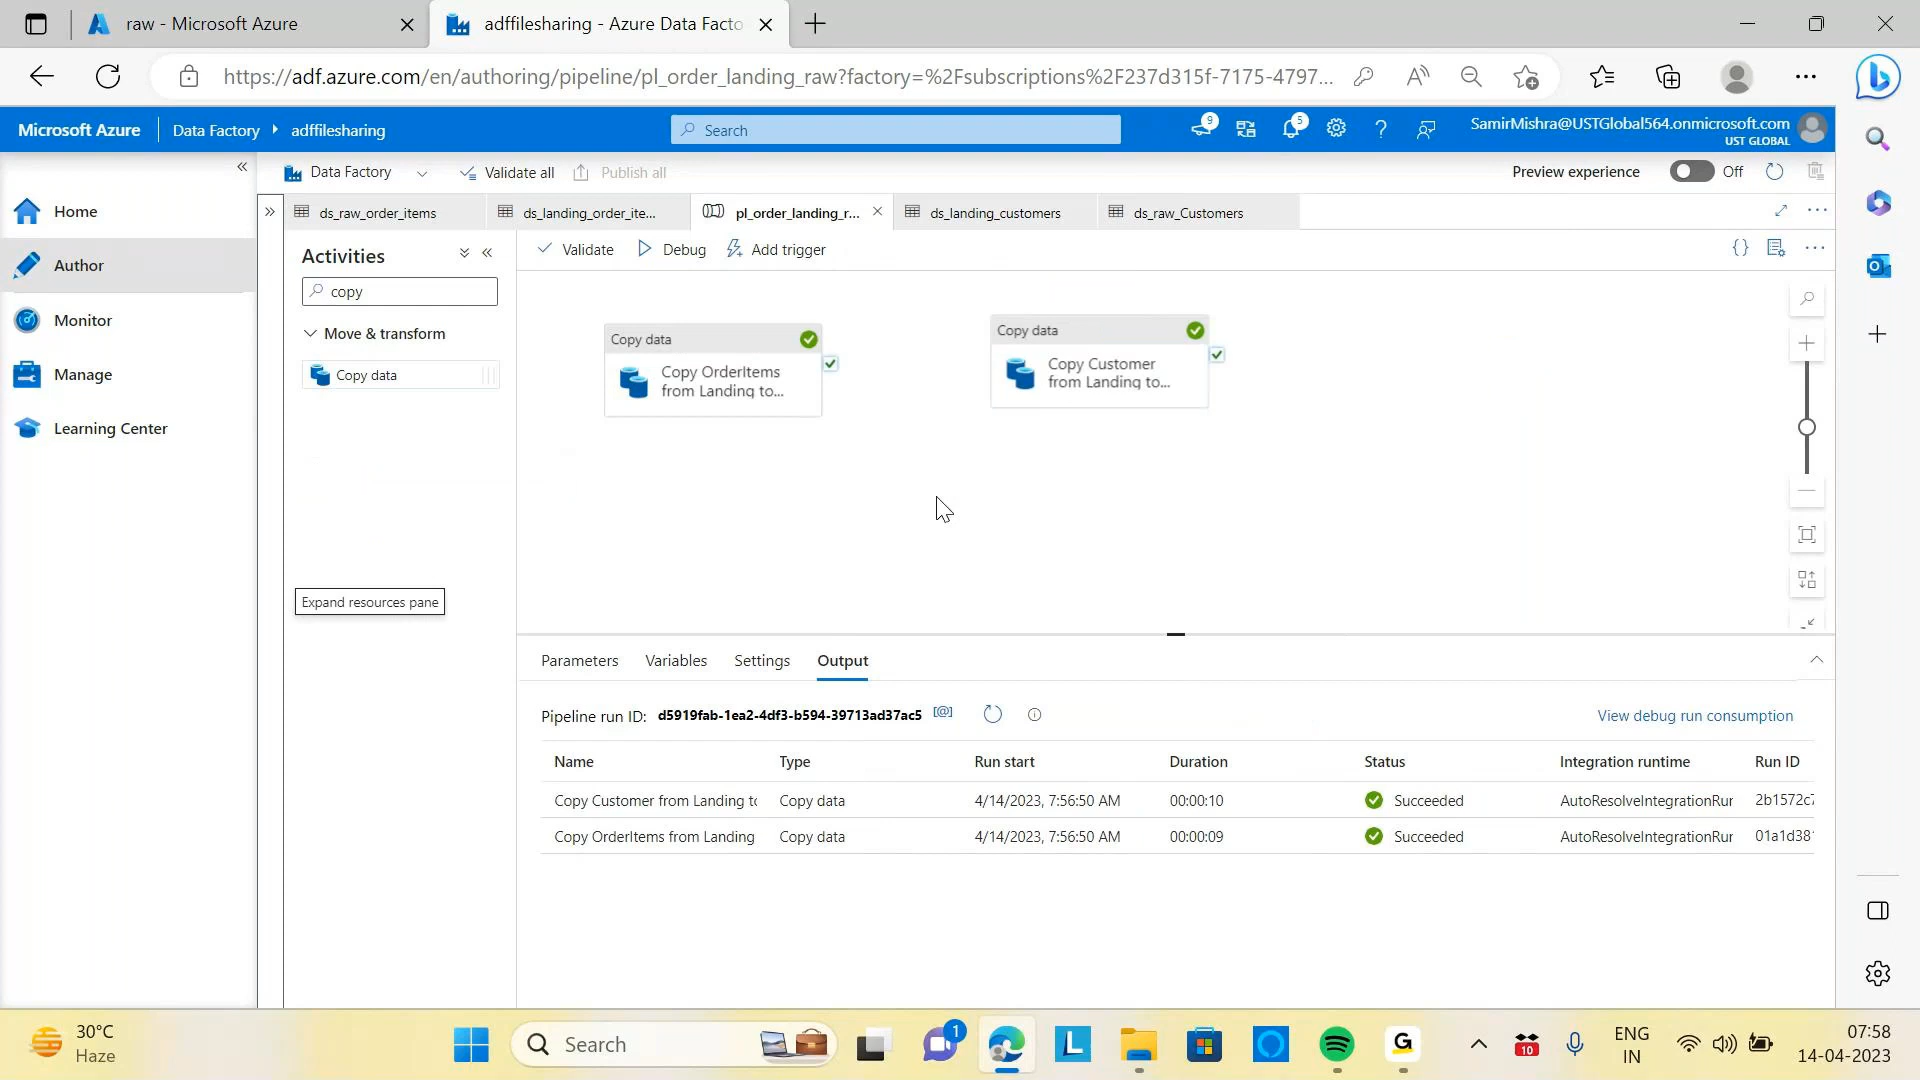 raw - Microsoft Azure
adffilesharing - Azure Data Facto
https://adf.azure.com/en/authoring/pipeline/pl_order_landing_raw?factory=%2Fsubscriptions%2F237d315f-7175-4797...
Microsoft Azure
Data Factory
adffilesharing
Search
9
5
SamirMishra@USTGlobal564.onmicrosoft.com
UST GLOBAL
Data Factory
Validate all
Publish all
Preview experience
Off
Home
Author
Monitor
Manage
Learning Center
ds_raw_order_items
ds_landing_order_ite...
pl_order_landing_r...
ds_landing_customers
ds_raw_Customers
Activities
copy
Move & transform
Copy data
Expand resources pane
Validate
Debug
Add trigger
Copy data
Copy OrderItems
from Landing to...
Copy data
Copy Customer
from Landing to...
Parameters
Variables
Settings
Output
Pipeline run ID: d5919fab-1ea2-4df3-b594-39713ad37ac5
View debug run consumption
Name Type Run start Duration Status Integration runtime Run ID
Copy Customer from Landing to Copy data 4/14/2023, 7:56:50 AM 00:00:10 Succeeded AutoResolveIntegrationRur 2b1572c7
Copy OrderItems from Landing Copy data 4/14/2023, 7:56:50 AM 00:00:09 Succeeded AutoResolveIntegrationRur 01a1d381
30°C
Haze
Search
1
10
ENG
IN
07:58
14-04-2023